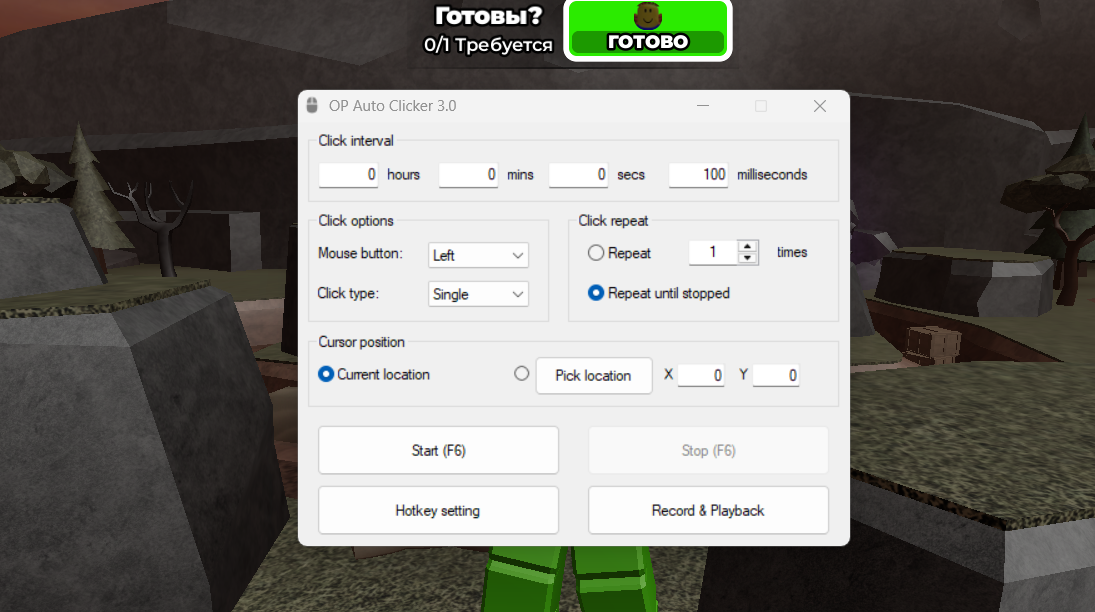 Готовы?
0/1 Требуется
ГОТОВО
OP Auto Clicker 3.0
Click interval
0 hours 0 mins 0 secs 100 milliseconds
Click options
Mouse button: Left
Click type: Single
Click repeat
Repeat 1 times
Repeat until stopped
Cursor position
Current location Pick location X 0 Y 0
Start (F6) Stop (F6)
Hotkey setting Record & Playback